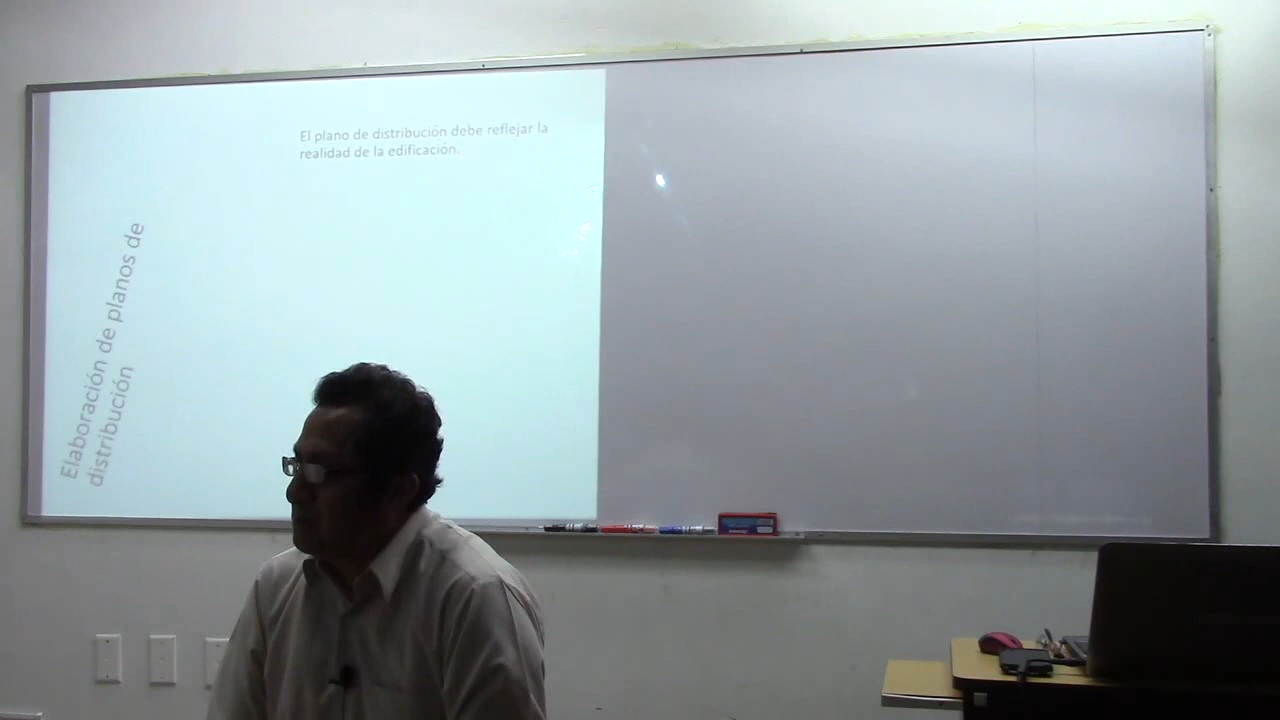 Elaboración de planos de
distribución
El plano de distribución debe reflejar la
realidad de la edificación.